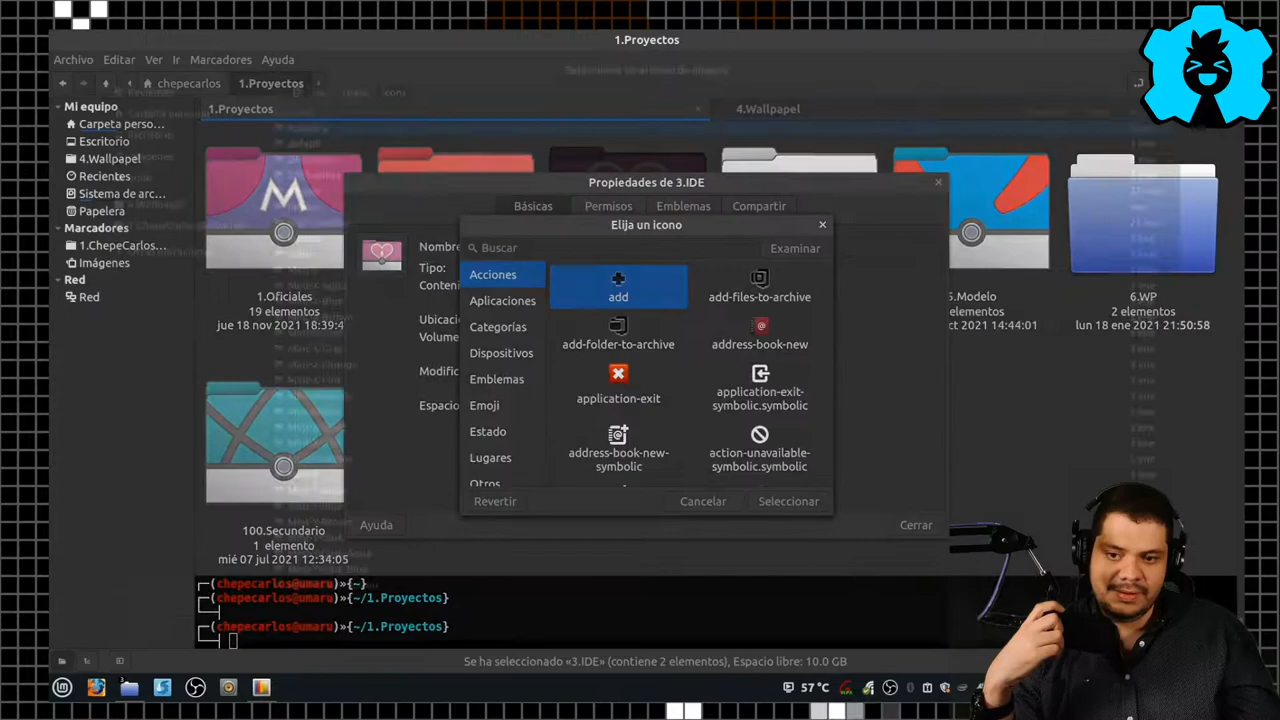 1.Proyectos
Archivo Editar Ver Ir Marcadores Ayuda
chepecarlos 1.Proyectos
Mi equipo
Carpeta perso...
Escritorio
4.Wallpapel
Recientes
Sistema de arc...
Papelera
Marcadores
1.ChepeCarlos...
Imágenes
Red
Red
1.Proyectos
4.Wallpapel
M
1.Oficiales
19 elementos
jue 18 nov 2021 18:39:4
5.Modelo
elementos
oct 2021 14:44:01
6.WP
2 elementos
lun 18 ene 2021 21:50:58
100.Secundario
1 elemento
mié 07 jul 2021 12:34:05
Propiedades de 3.IDE
Básicas Permisos Emblemas Compartir
Nombre
Tipo:
Conteni
Ubicaci
Volume
Modific
Espacio
Ayuda
Cerrar
Elija un icono
Buscar
Examinar
Acciones
Aplicaciones
Categorías
Dispositivos
Emblemas
Emoji
Estado
Lugares
Otros
add
add-files-to-archive
add-folder-to-archive
address-book-new
application-exit
application-exit-
symbolic.symbolic
address-book-new-
symbolic
action-unavailable-
symbolic.symbolic
Revertir
Cancelar
Seleccionar
┌─(chepecarlos@umaru)»{~}
┌─(chepecarlos@umaru)»{~/1.Proyectos}
┌─(chepecarlos@umaru)»{~/1.Proyectos}
Se ha seleccionado «3.IDE» (contiene 2 elementos), Espacio libre: 10.0 GB
3
57 °C